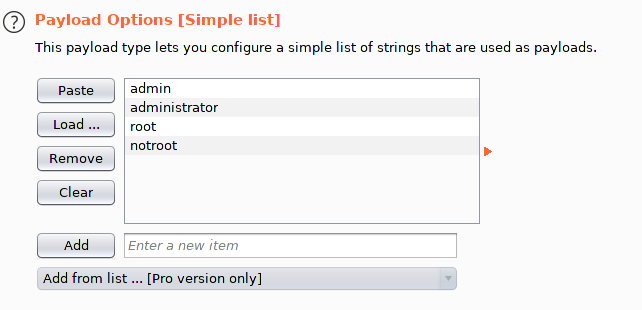 ? Payload Options [Simple list]
This payload type lets you configure a simple list of strings that are used as payloads.
Paste
admin
administrator
Load ...
root
notroot
Remove
Clear
Add
Enter a new item
Add from list ... [Pro version only]